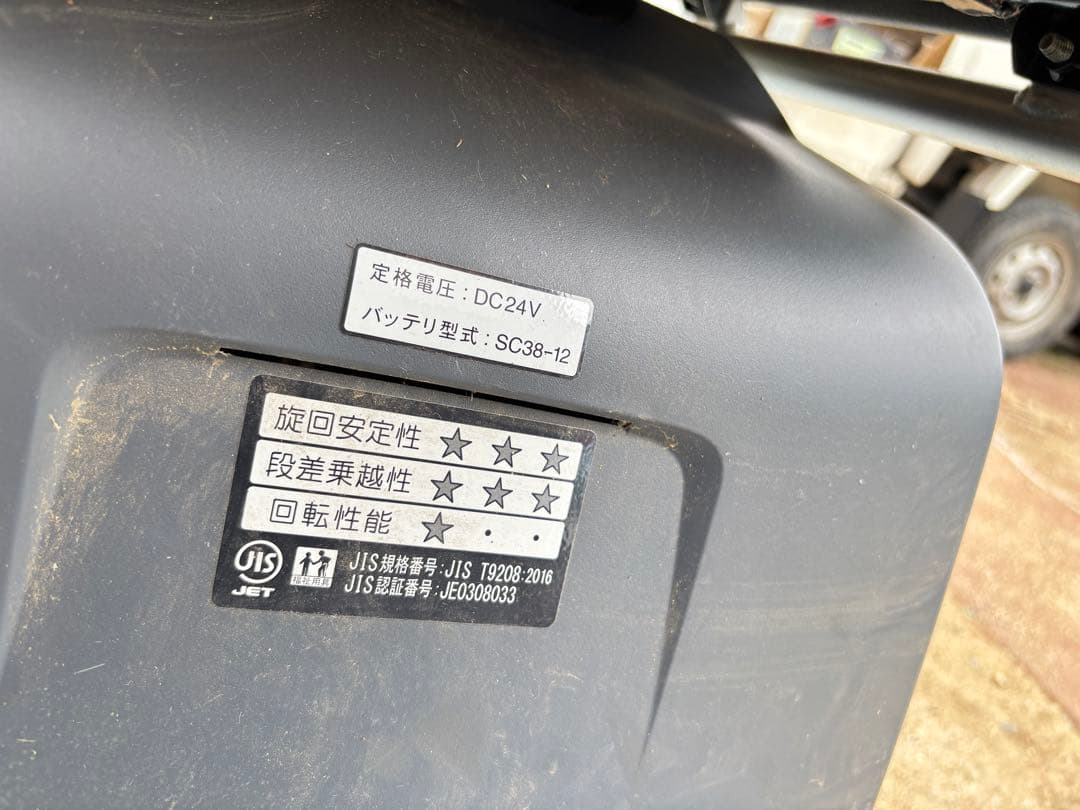 定格電圧：DC24V
バッテリ型式：SC38-12
旋回安定性 ★ ★ ★
段差乗越性 ★ ★ ★
回転性能 ★ ・ ・
JIS
JET
福祉用具
JIS規格番号：JIS T9208:2016
JIS認証番号：JE0308033